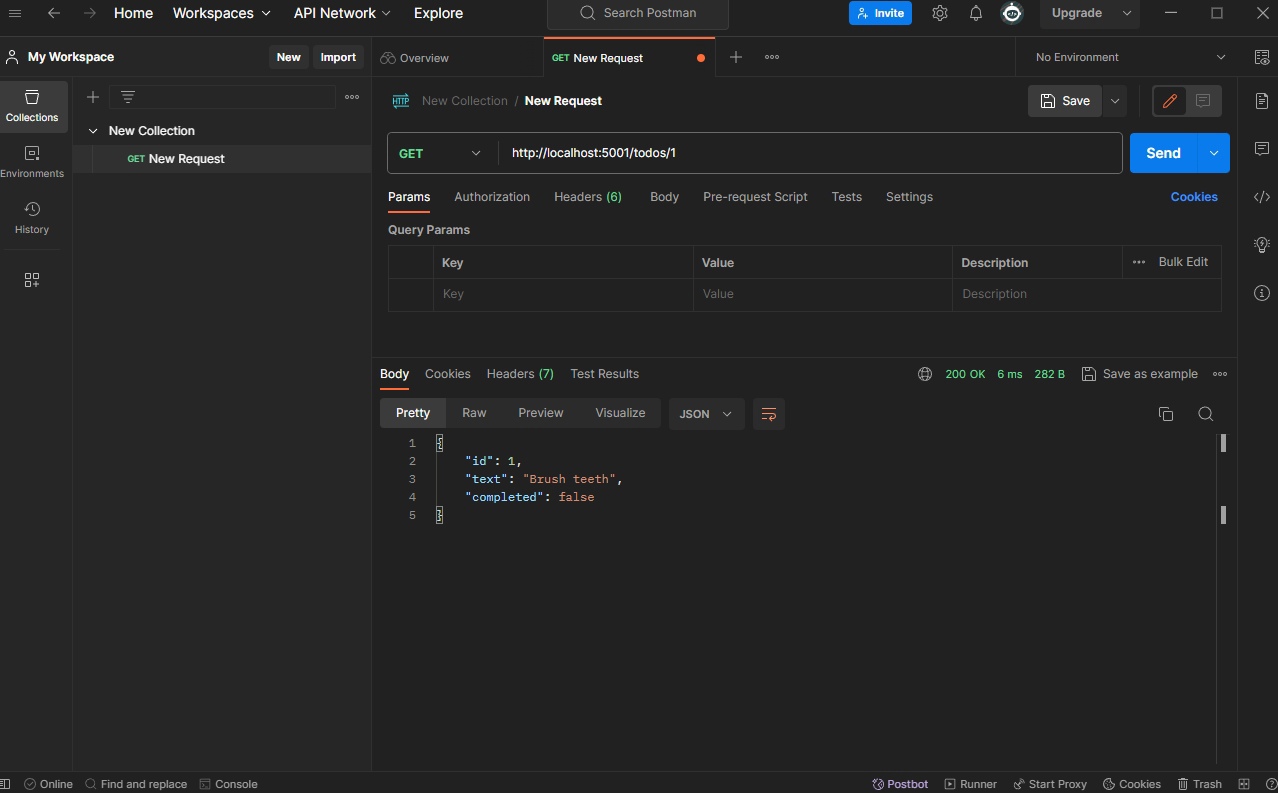 Home Workspaces API Network Explore Search Postman Invite Upgrade
My Workspace New Import Overview GET New Request No Environment
Collections
Environments
History
New Collection
GET New Request
HTTP New Collection / New Request Save
GET http://localhost:5001/todos/1 Send
Params Authorization Headers (6) Body Pre-request Script Tests Settings Cookies
Query Params
Key Value Description Bulk Edit
Key Value Description
Body Cookies Headers (7) Test Results 200 OK 6 ms 282 B Save as example
Pretty Raw Preview Visualize JSON
1 {
2 "id": 1,
3 "text": "Brush teeth",
4 "completed": false
5 }
Online Find and replace Console Postbot Runner Start Proxy Cookies Trash